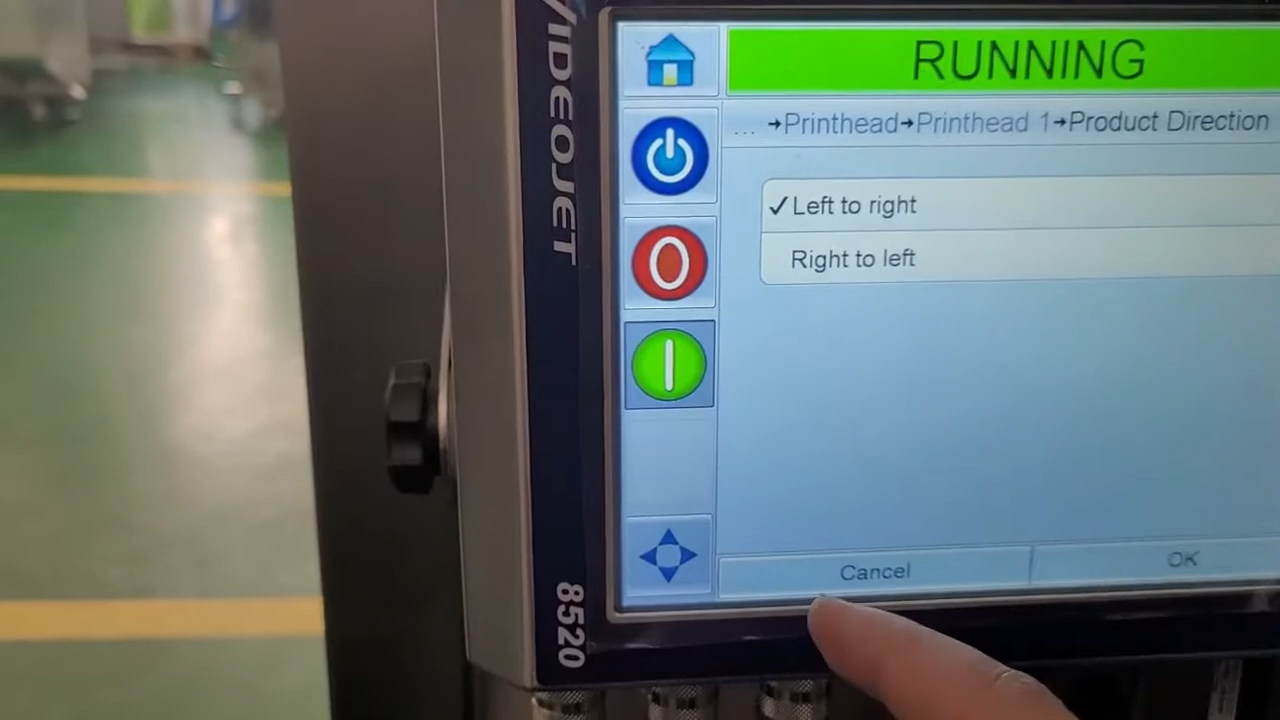 VIDEOJET
8520
RUNNING
... →Printhead→Printhead 1→Product Direction
✓Left to right
Right to left
Cancel
OK